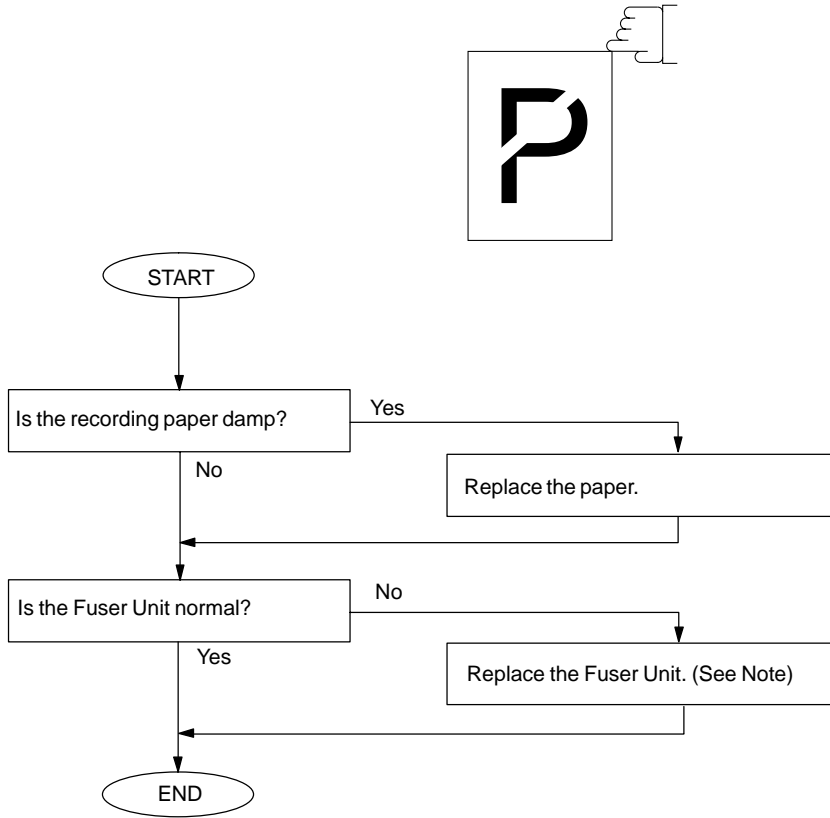 P
START
Is the recording paper damp?
Yes
No
Replace the paper.
Is the Fuser Unit normal?
No
Yes
Replace the Fuser Unit. (See Note)
END